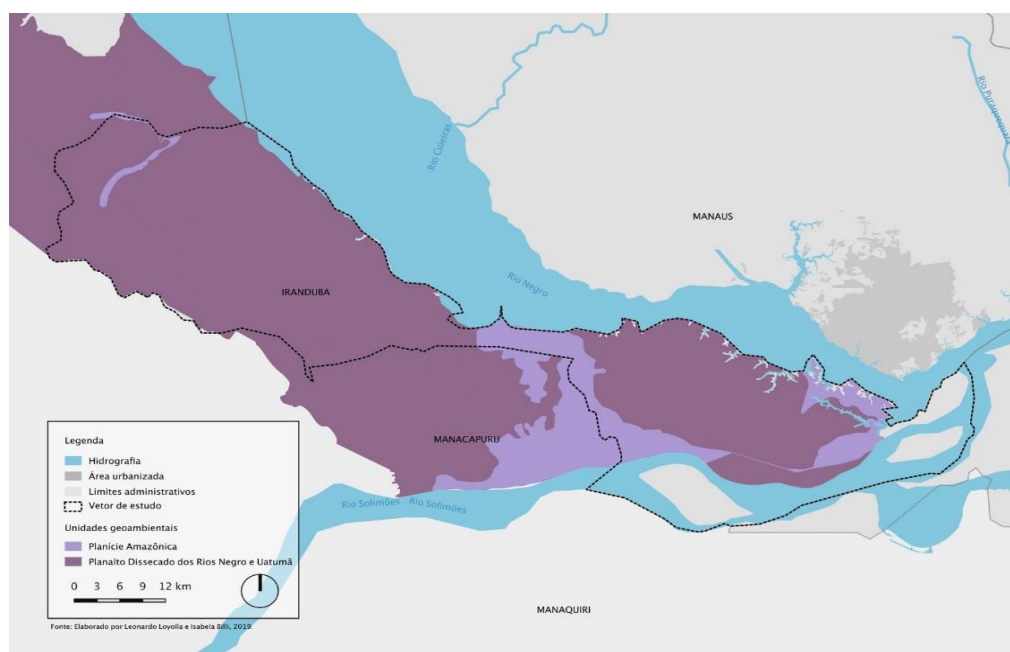 Rio Puraquequara
Rio Cuieiras
MANAUS
Rio Negro
IRANDUBA
MANACAPURU
Legenda
Hidrografia
Área urbanizada
Limites administrativos
Vetor de estudo
Unidades geoambientais
Planície Amazônica
Planalto Dissecado dos Rios Negro e Uatumã
0 3 6 9 12 km
Rio Solimões Rio Solimões
MANAQUIRI
Fonte: Elaborado por Leonardo Loyolla e Isabela Billi, 2019.